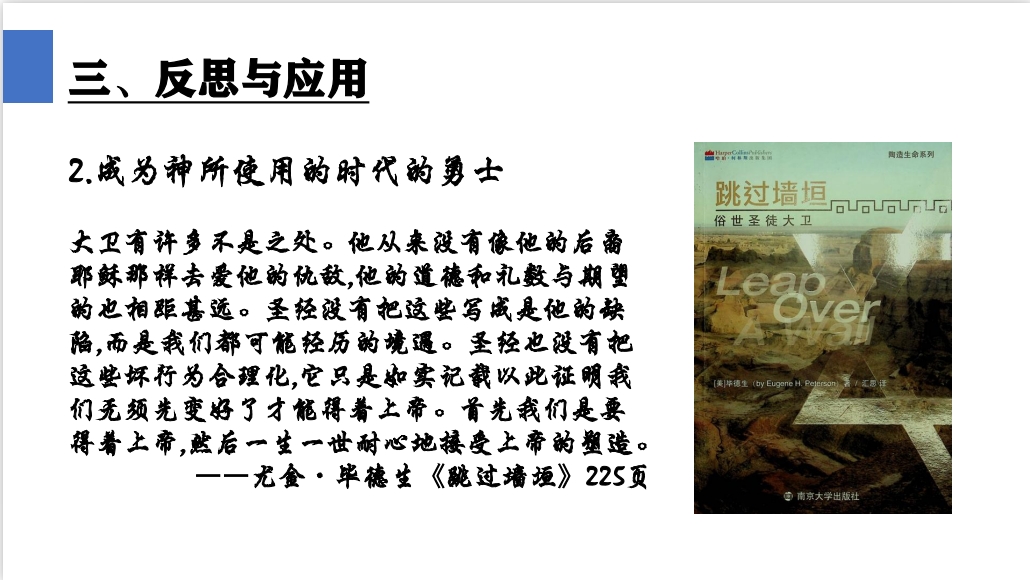 三、反思与应用
2.成为神所使用的时代的勇士
大卫有许多不是之处。他从来没有像他的后裔
耶稣那样去爱他的仇敌,他的道德和礼数与期望
的也相距甚远。圣经没有把这些写成是他的缺
陷,而是我们都可能经历的境遇。圣经也没有把
这些坏行为合理化,它只是如实记载以此证明我
们无须先变好了才能得着上帝。首先我们是要
得着上帝,然后一生一世耐心地接受上帝的塑造。
——尤金·毕德生《跳过墙垣》225页
HarperCollinsPublishers
陶造生命系列
跳过墙垣
俗世圣徒大卫
Leap
Over
A Wall
[美]毕德生（by Eugene H. Peterson）著 / 汇思 译
南京大学出版社